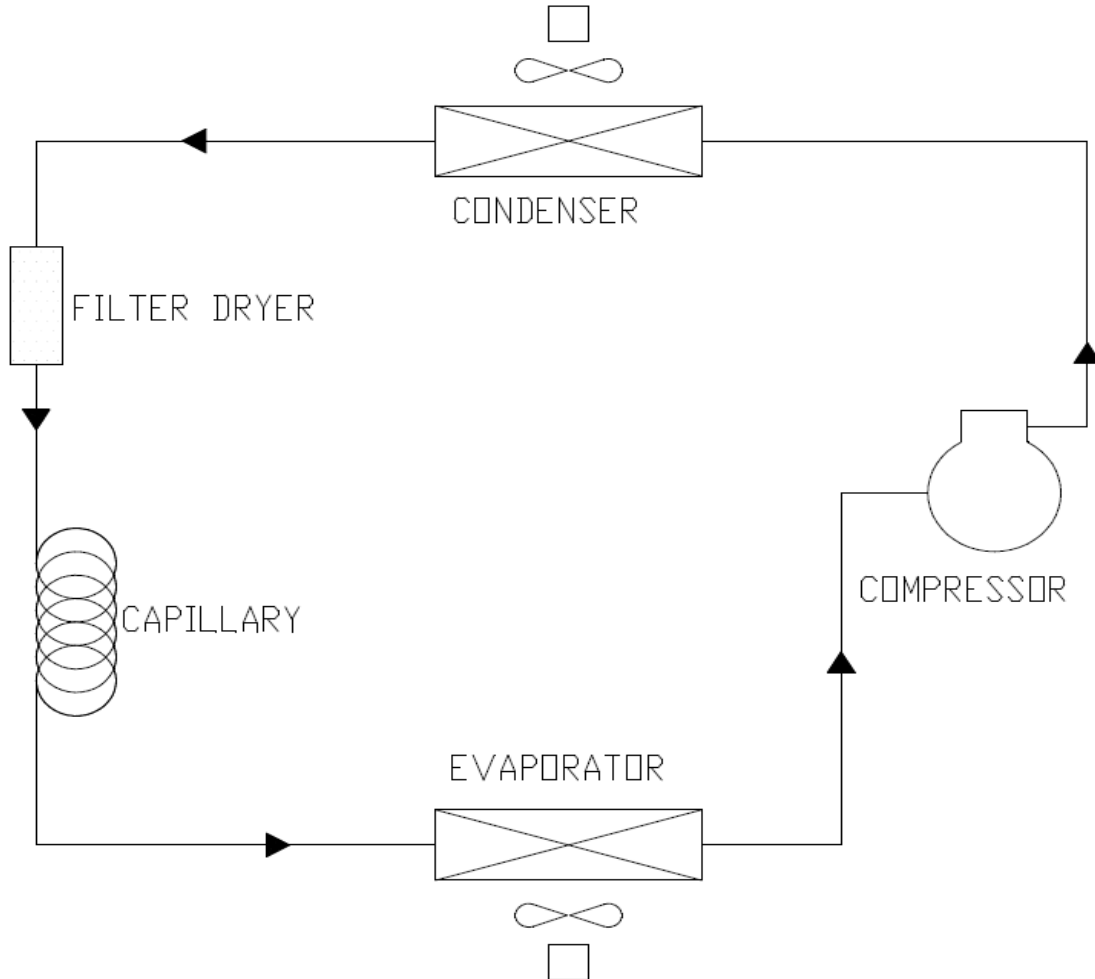 CONDENSER
FILTER DRYER
COMPRESSOR
CAPILLARY
EVAPORATOR